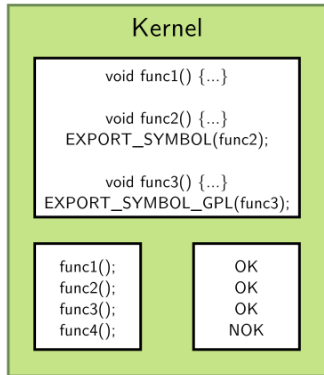 Kernel
void func1() {...}
void func2() {...}
EXPORT_SYMBOL(func2);
void func3() {...}
EXPORT_SYMBOL_GPL(func3);
func1();
func2();
func3();
func4();
OK
OK
OK
NOK